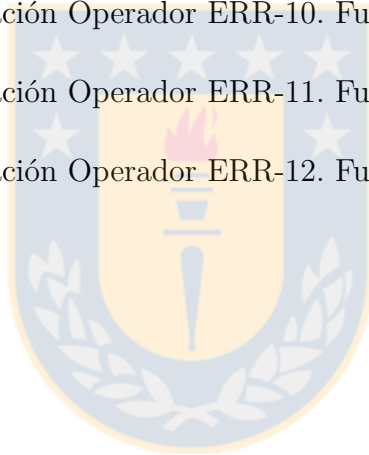 ción Operador ERR-10. Fu
ción Operador ERR-11. Fu
ción Operador ERR-12. Fu